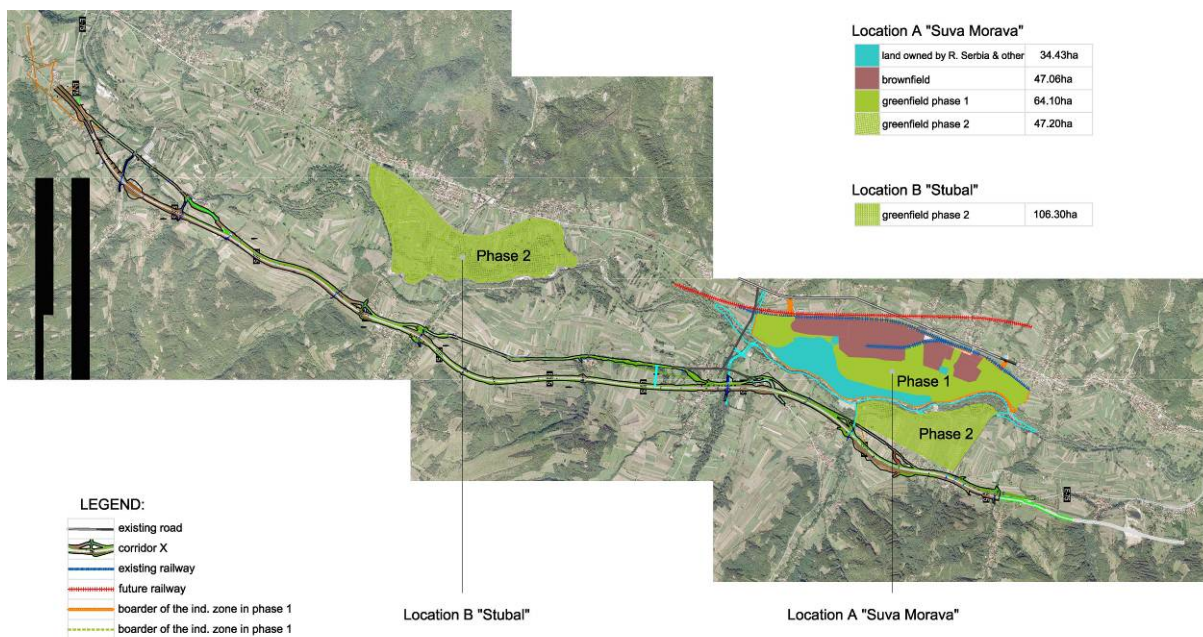 Location A "Suva Morava"
land owned by R. Serbia & other 34.43ha
brownfield 47.06ha
greenfield phase 1 64.10ha
greenfield phase 2 47.20ha
Location B "Stubal"
greenfield phase 2 106.30ha
Phase 2
Phase 1
Phase 2
LEGEND:
existing road
corridor X
existing railway
future railway
boarder of the ind. zone in phase 1
boarder of the ind. zone in phase 1
Location B "Stubal"
Location A "Suva Morava"